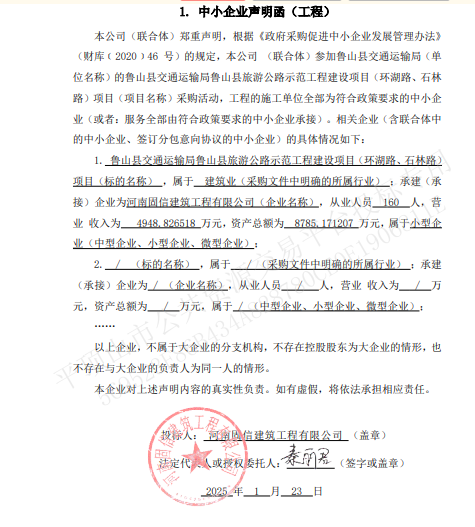 1. 中小企业声明函（工程）
本公司（联合体）郑重声明，根据《政府采购促进中小企业发展管理办法》
（财库﹝2020﹞46 号）的规定，本公司 （联合体）参加鲁山县交通运输局（单
位名称）的鲁山县交通运输局鲁山县旅游公路示范工程建设项目（环湖路、石林
路）项目（项目名称）采购活动，工程的施工单位全部为符合政策要求的中小企
业（或者：服务全部由符合政策要求的中小企业承接）。相关企业（含联合体中
的中小企业、签订分包意向协议的中小企业）的具体情况如下：
1. 鲁山县交通运输局鲁山县旅游公路示范工程建设项目（环湖路、石林路）
项目（标的名称） ，属于 建筑业（采购文件中明确的所属行业）；承建（承
接）企业为河南固信建筑工程有限公司（企业名称），从业人员 160 人，营
业 收入为 4948.826518 万元，资产总额为 8785.171207 万元，属于小型企
业（中型企业、小型企业、微型企业）；
2. / （标的名称），属于 / （采购文件中明确的所属行业）；承建
（承接）企业为 / （企业名称），从业人员 / 人，营业 收入为 / 万
元，资产总额为 / 万元，属于 / （中型企业、小型企业、微型企业）；
……
以上企业，不属于大企业的分支机构，不存在控股股东为大企业的情形，也
不存在与大企业的负责人为同一人的情形。
本企业对上述声明内容的真实性负责。如有虚假，将依法承担相应责任。
投标人：河南固信建筑工程有限公司（盖章）
法定代表人或授权委托人：（签字或盖章）
2025 年 1 月 23 日
河南固信建筑工程有限公司